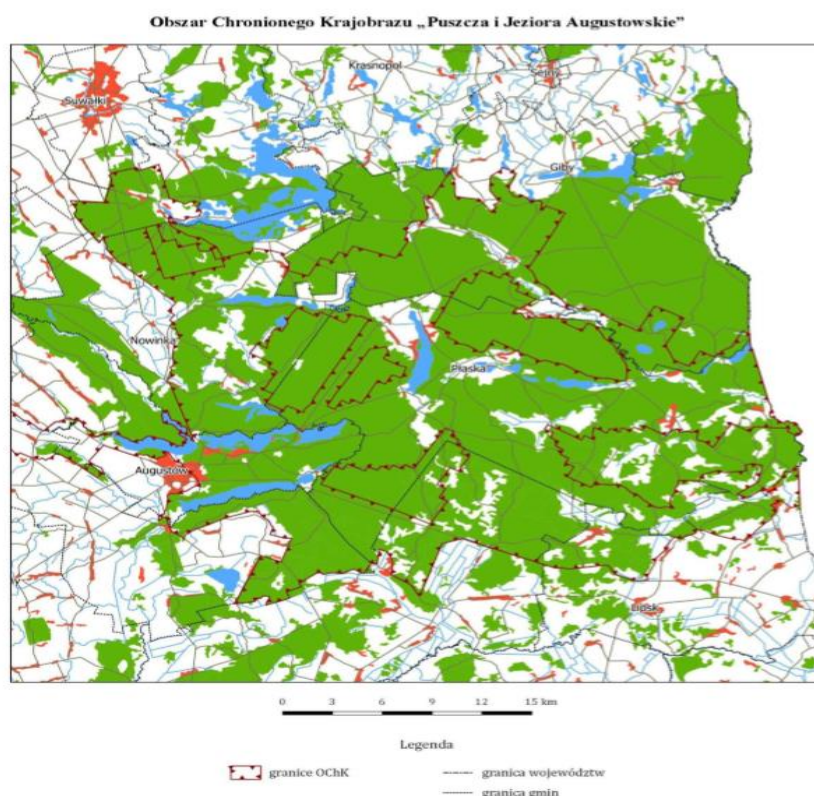 Obszar Chronionego Krajobrazu „Puszcza i Jeziora Augustowskie”
Krasnopol
Sejny
Suwałki
Giby
Nowinka
Płaska
Augustów
Lipsk
0 3 6 9 12 15 km
Legenda
granice OChK
granica województw
granica gmin